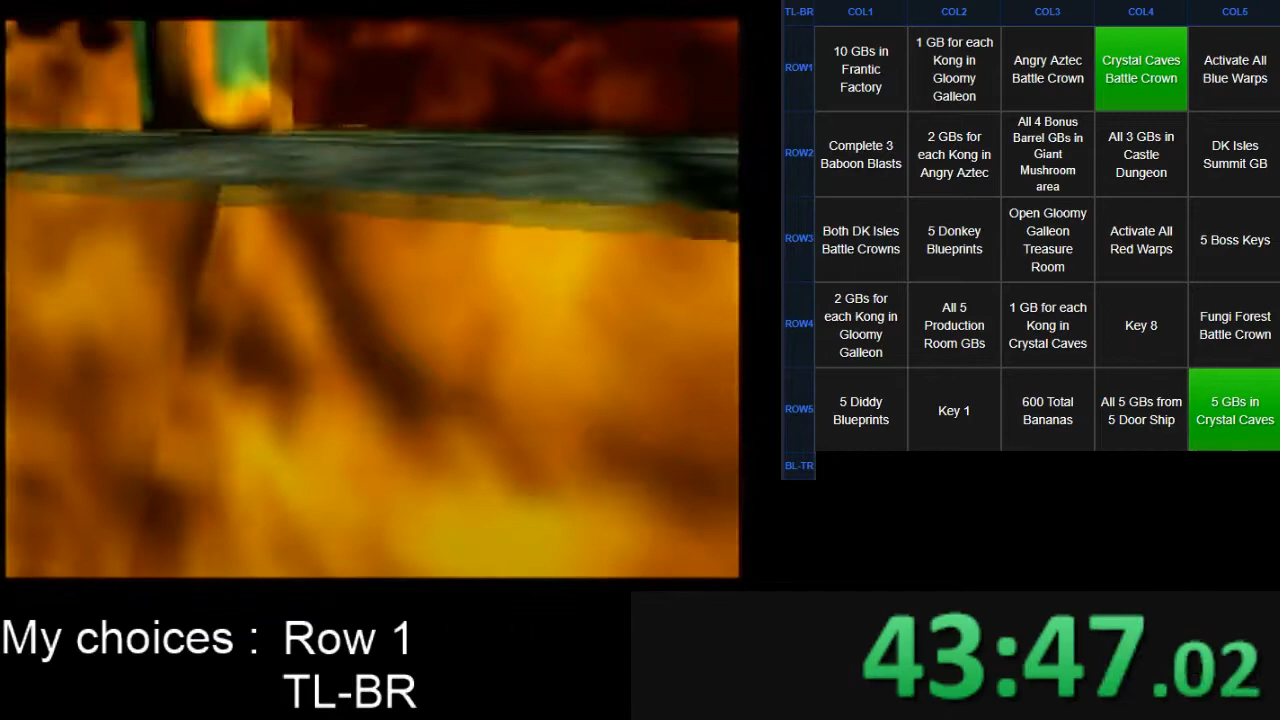 TL-BR COL1 COL2 COL3 COL4 COL5
ROW1
10 GBs in
Frantic
Factory
1 GB for each
Kong in
Gloomy
Galleon
Angry Aztec
Battle Crown
Crystal Caves
Battle Crown
Activate All
Blue Warps
ROW2
Complete 3
Baboon Blasts
2 GBs for
each Kong in
Angry Aztec
All 4 Bonus
Barrel GBs in
Giant
Mushroom
area
All 3 GBs in
Castle
Dungeon
DK Isles
Summit GB
ROW3
Both DK Isles
Battle Crowns
5 Donkey
Blueprints
Open Gloomy
Galleon
Treasure
Room
Activate All
Red Warps
5 Boss Keys
ROW4
2 GBs for
each Kong in
Gloomy
Galleon
All 5
Production
Room GBs
1 GB for each
Kong in
Crystal Caves
Key 8
Fungi Forest
Battle Crown
ROW5
5 Diddy
Blueprints
Key 1
600 Total
Bananas
All 5 GBs from
5 Door Ship
5 GBs in
Crystal Caves
BL-TR
My choices : Row 1
TL-BR
43:47.02